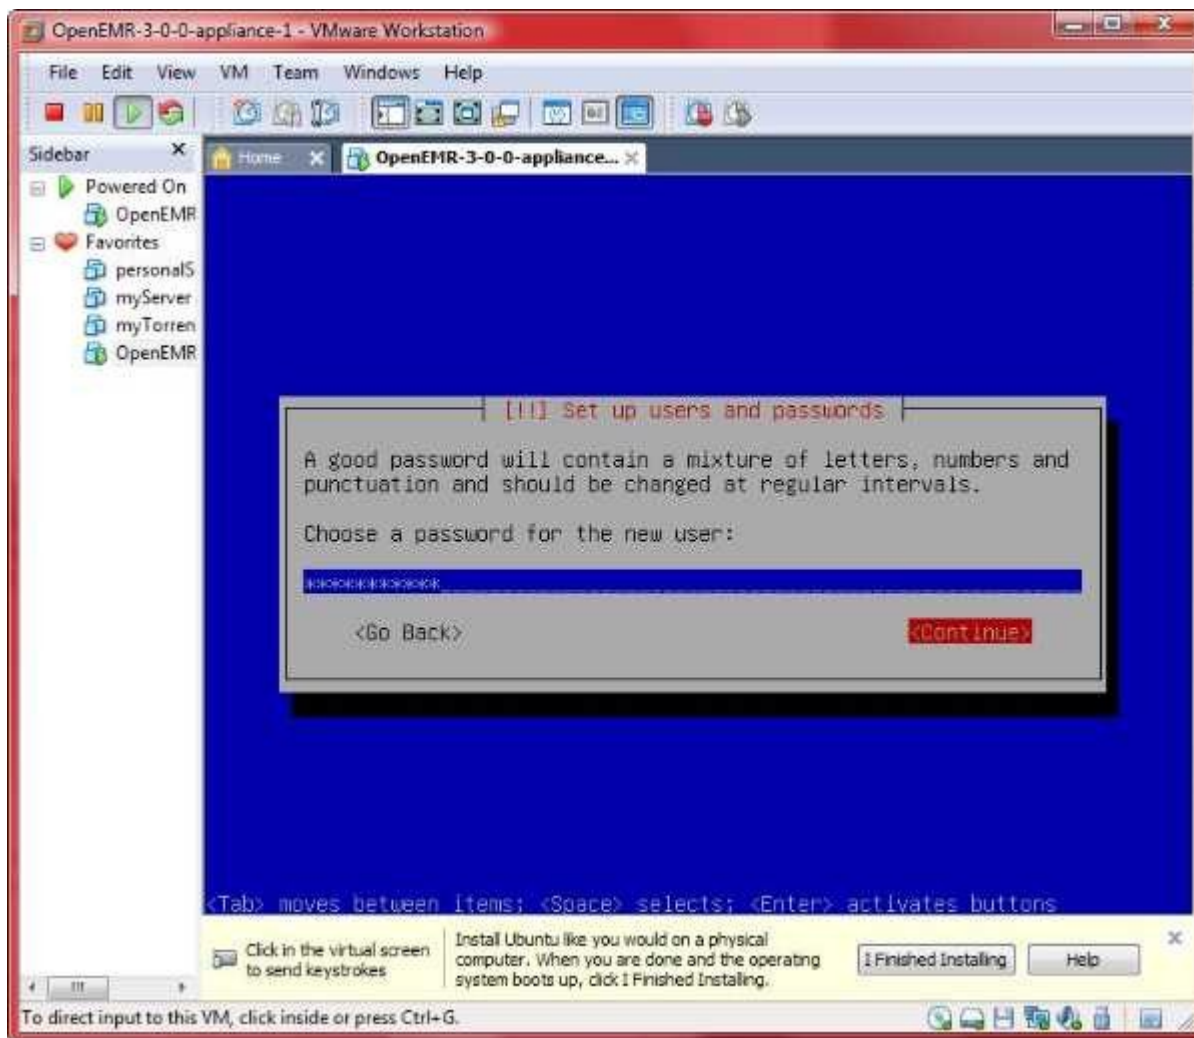 OpenEMR-3-0-0-appliance-1 - VMware Workstation
File Edit View VM Team Windows Help
Sidebar
Home
OpenEMR-3-0-0-appliance...
Powered On
OpenEMR
Favorites
personalS
myServer
myTorren
OpenEMR
[!!] Set up users and passwords
A good password will contain a mixture of letters, numbers and
punctuation and should be changed at regular intervals.
Choose a password for the new user:
************
<Go Back> <Continue>
<Tab> moves between items; <Space> selects; <Enter> activates buttons
Click in the virtual screen
to send keystrokes
Install Ubuntu like you would on a physical
computer. When you are done and the operating
system boots up, click I Finished Installing.
I Finished Installing
Help
To direct input to this VM, click inside or press Ctrl+G.